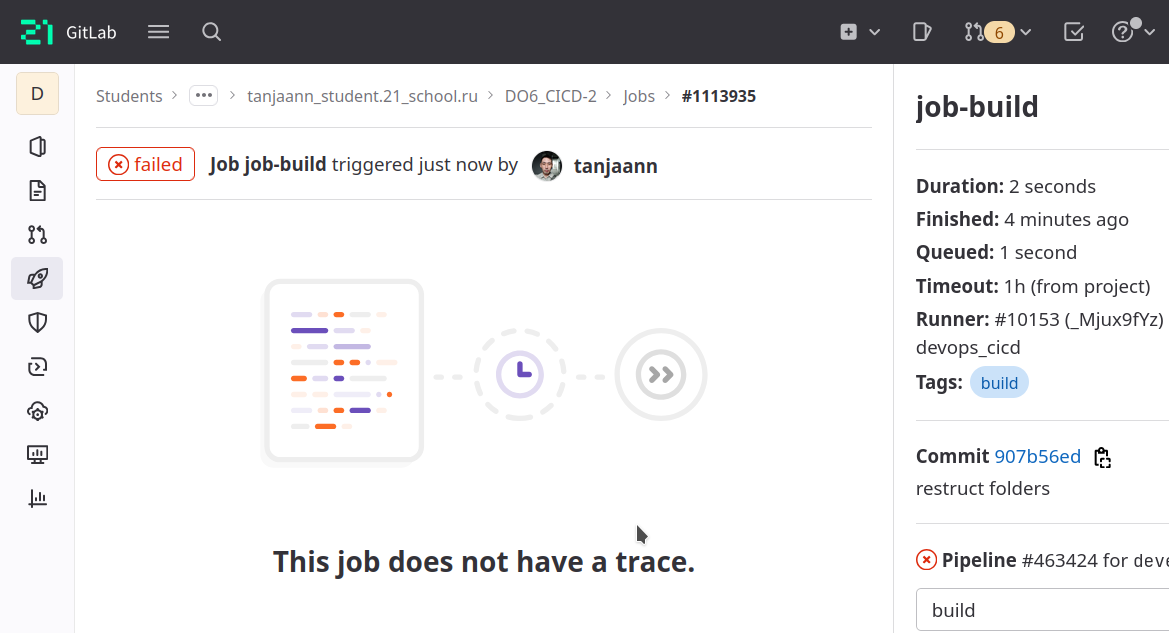 GitLab
6
D
Students
tanjaann_student.21_school.ru
DO6_CICD-2
Jobs
#1113935
failed
Job job-build triggered just now by tanjaann
This job does not have a trace.
job-build
Duration: 2 seconds
Finished: 4 minutes ago
Queued: 1 second
Timeout: 1h (from project)
Runner: #10153 (_Mjux9fYz)
devops_cicd
Tags: build
Commit 907b56ed
restruct folders
Pipeline #463424 for deve
build